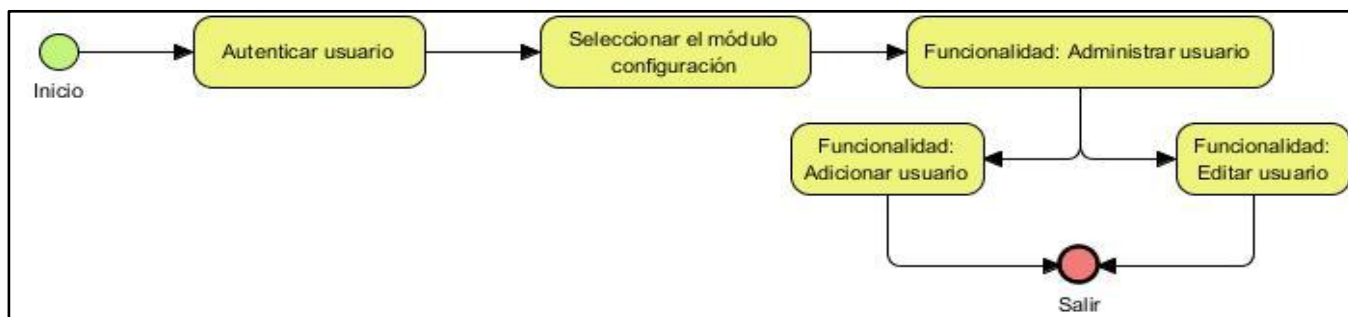 Inicio
Autenticar usuario
Seleccionar el módulo
configuración
Funcionalidad: Administrar usuario
Funcionalidad:
Adicionar usuario
Funcionalidad:
Editar usuario
Salir